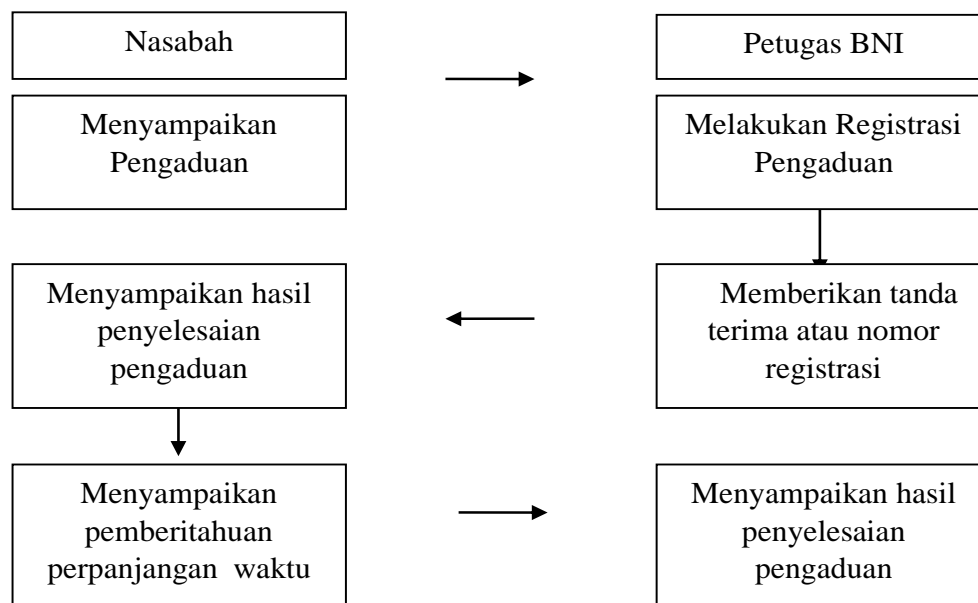 Nasabah
Petugas BNI
Menyampaikan
Pengaduan
Melakukan Registrasi
Pengaduan
Menyampaikan hasil
penyelesaian
pengaduan
Memberikan tanda
terima atau nomor
registrasi
Menyampaikan
pemberitahuan
perpanjangan waktu
Menyampaikan hasil
penyelesaian
pengaduan